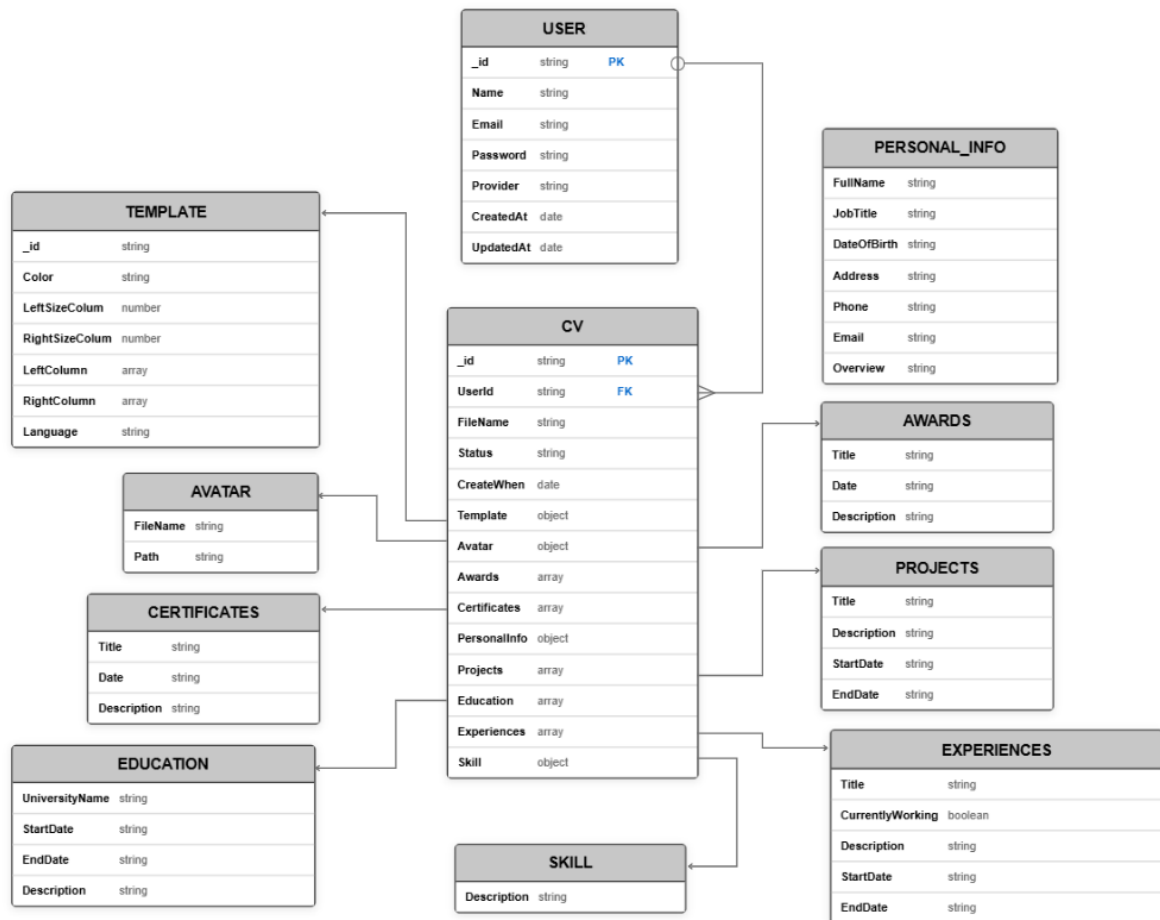 USER
_id string PK
Name string
Email string
Password string
Provider string
CreatedAt date
UpdatedAt date
PERSONAL_INFO
FullName string
JobTitle string
DateOfBirth string
Address string
Phone string
Email string
Overview string
TEMPLATE
_id string
Color string
LeftSizeColum number
RightSizeColum number
LeftColumn array
RightColumn array
Language string
CV
_id string PK
UserId string FK
FileName string
Status string
CreateWhen date
Template object
Avatar object
Awards array
Certificates array
PersonalInfo object
Projects array
Education array
Experiences array
Skill object
AWARDS
Title string
Date string
Description string
AVATAR
FileName string
Path string
PROJECTS
Title string
Description string
StartDate string
EndDate string
CERTIFICATES
Title string
Date string
Description string
EDUCATION
UniversityName string
StartDate string
EndDate string
Description string
EXPERIENCES
Title string
CurrentlyWorking boolean
Description string
StartDate string
EndDate string
SKILL
Description string